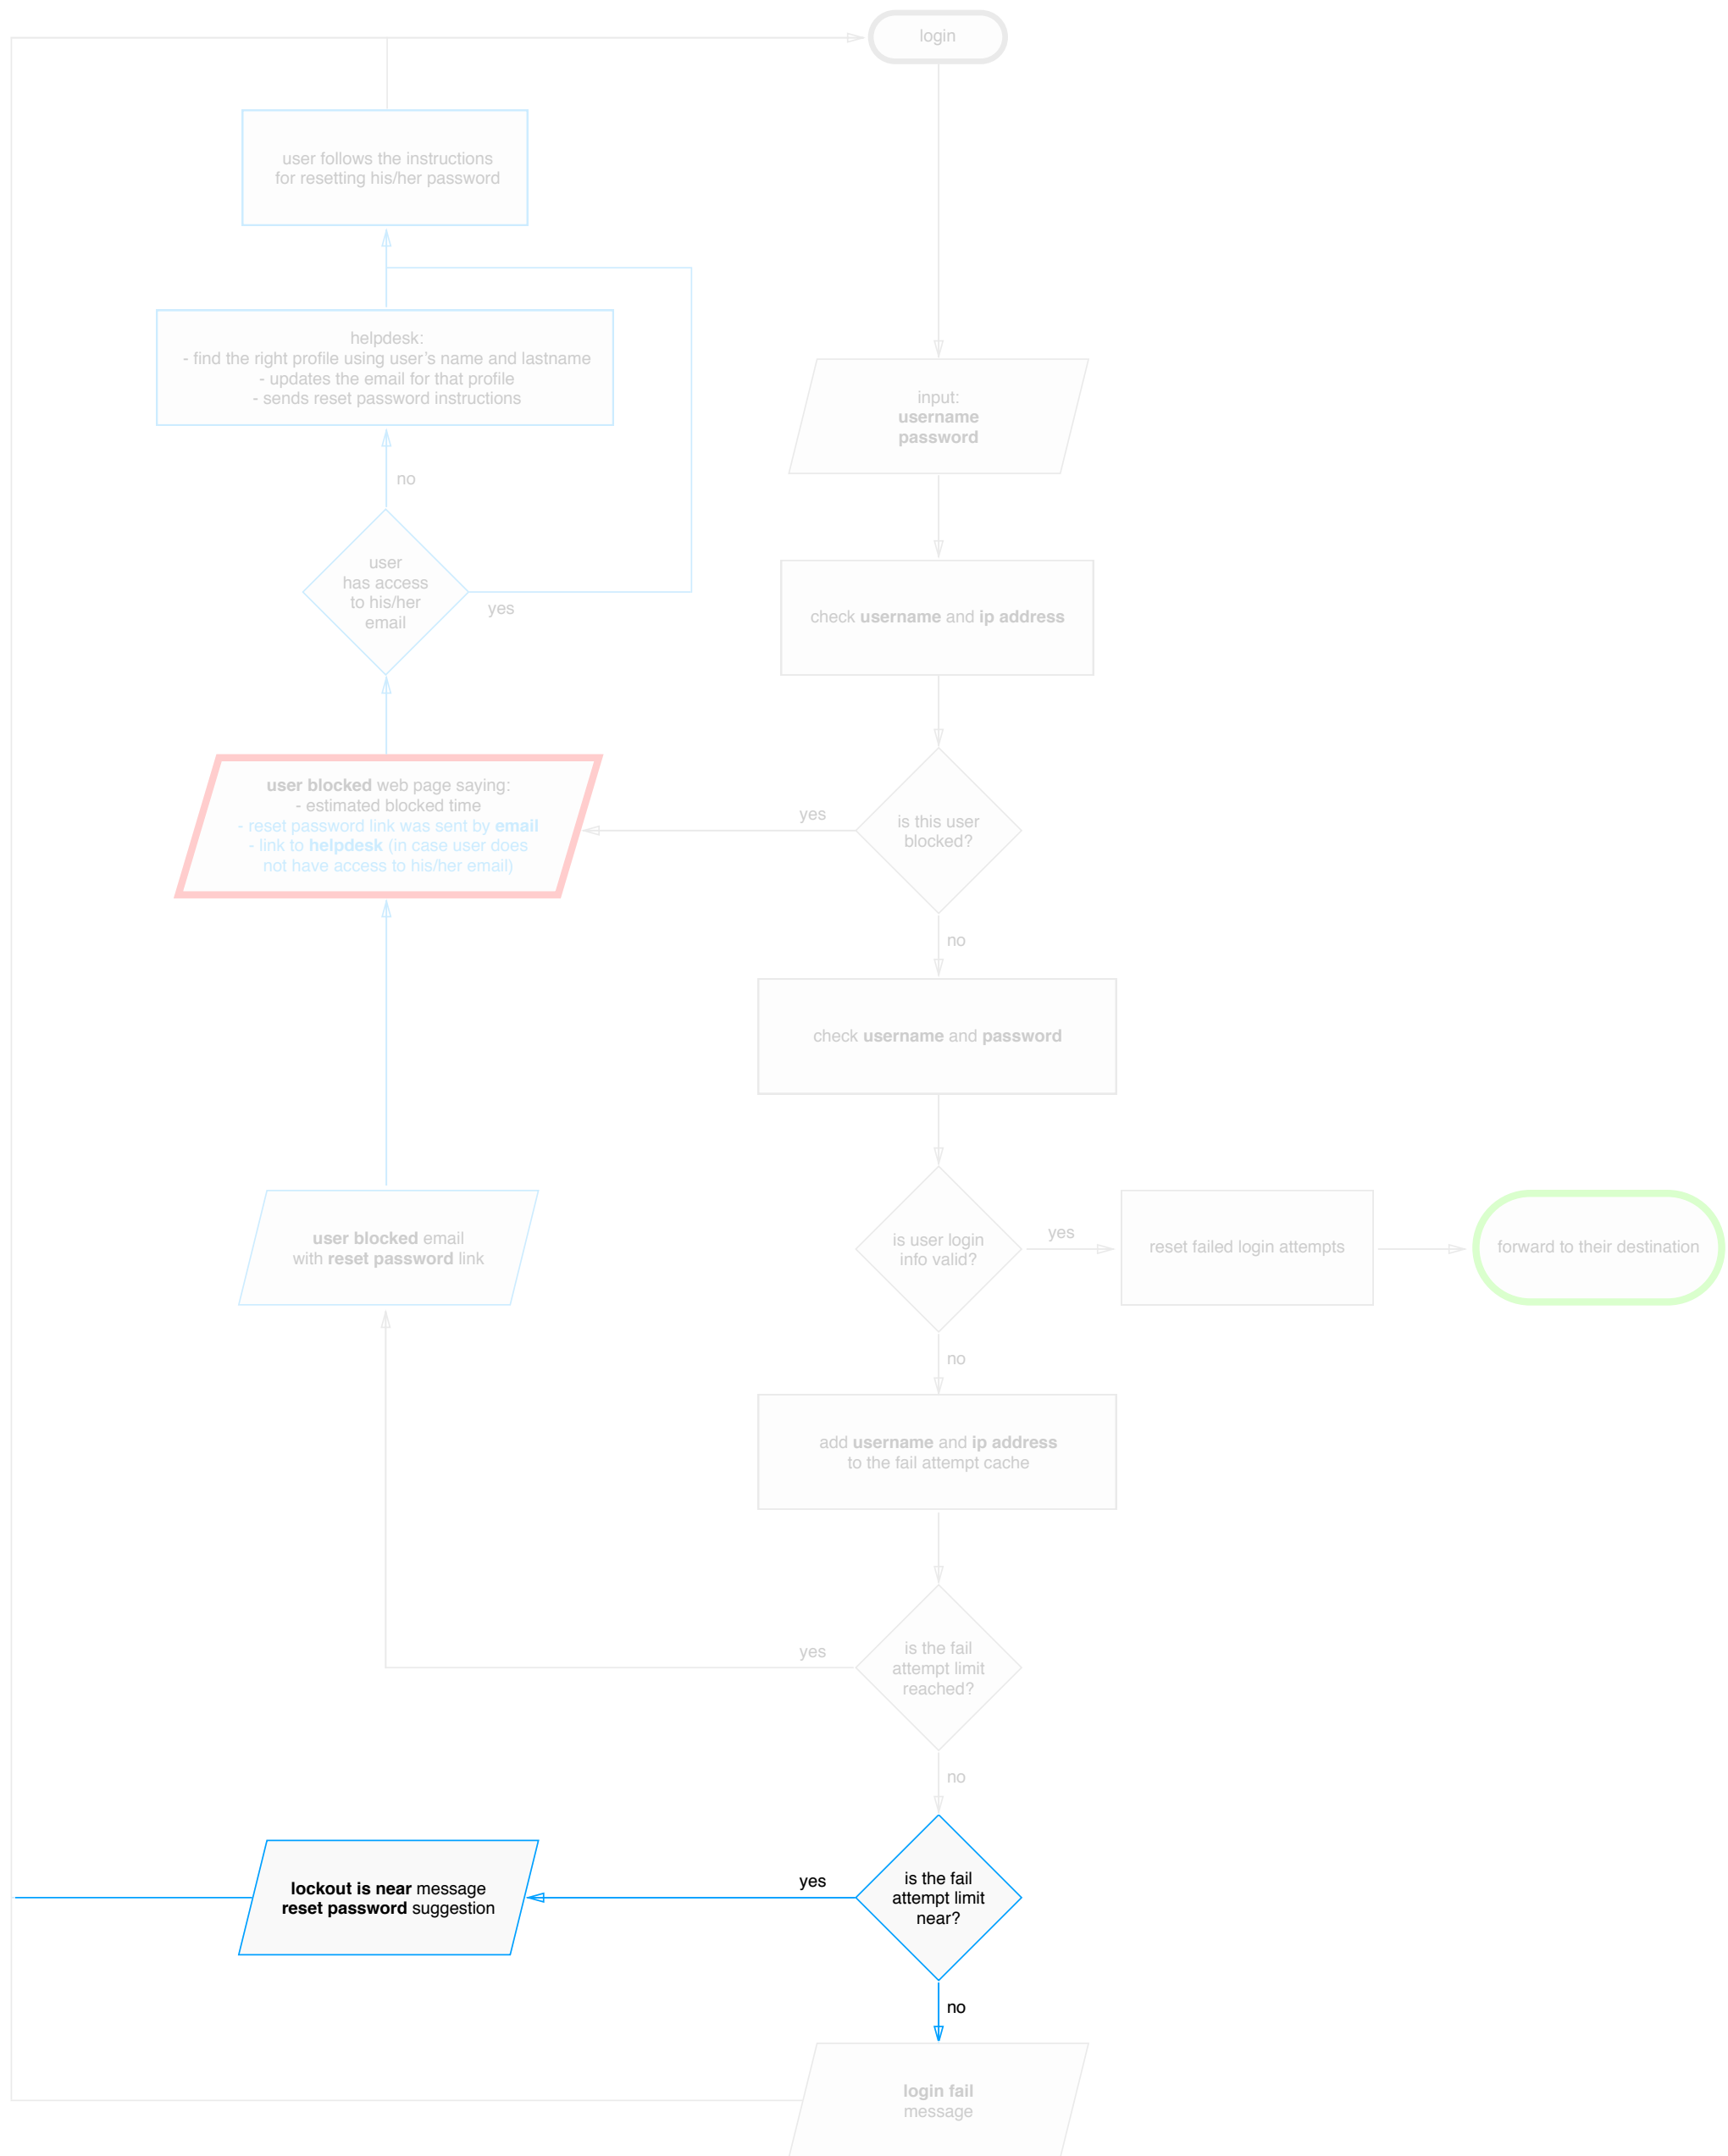 login
user follows the instructions
for resetting his/her password
helpdesk:
- find the right profile using user’s name and lastname
- updates the email for that profile
- sends reset password instructions
input:
username
password
no
user
has access
to his/her
email
yes
check username and ip address
user blocked web page saying:
- estimated blocked time
- reset password link was sent by email
- link to helpdesk (in case user does
not have access to his/her email)
yes
is this user
blocked?
no
check username and password
user blocked email
with reset password link
is user login
info valid?
yes
reset failed login attempts
forward to their destination
no
add username and ip address
to the fail attempt cache
yes
is the fail
attempt limit
reached?
no
lockout is near message
reset password suggestion
yes
is the fail
attempt limit
near?
no
login fail
message